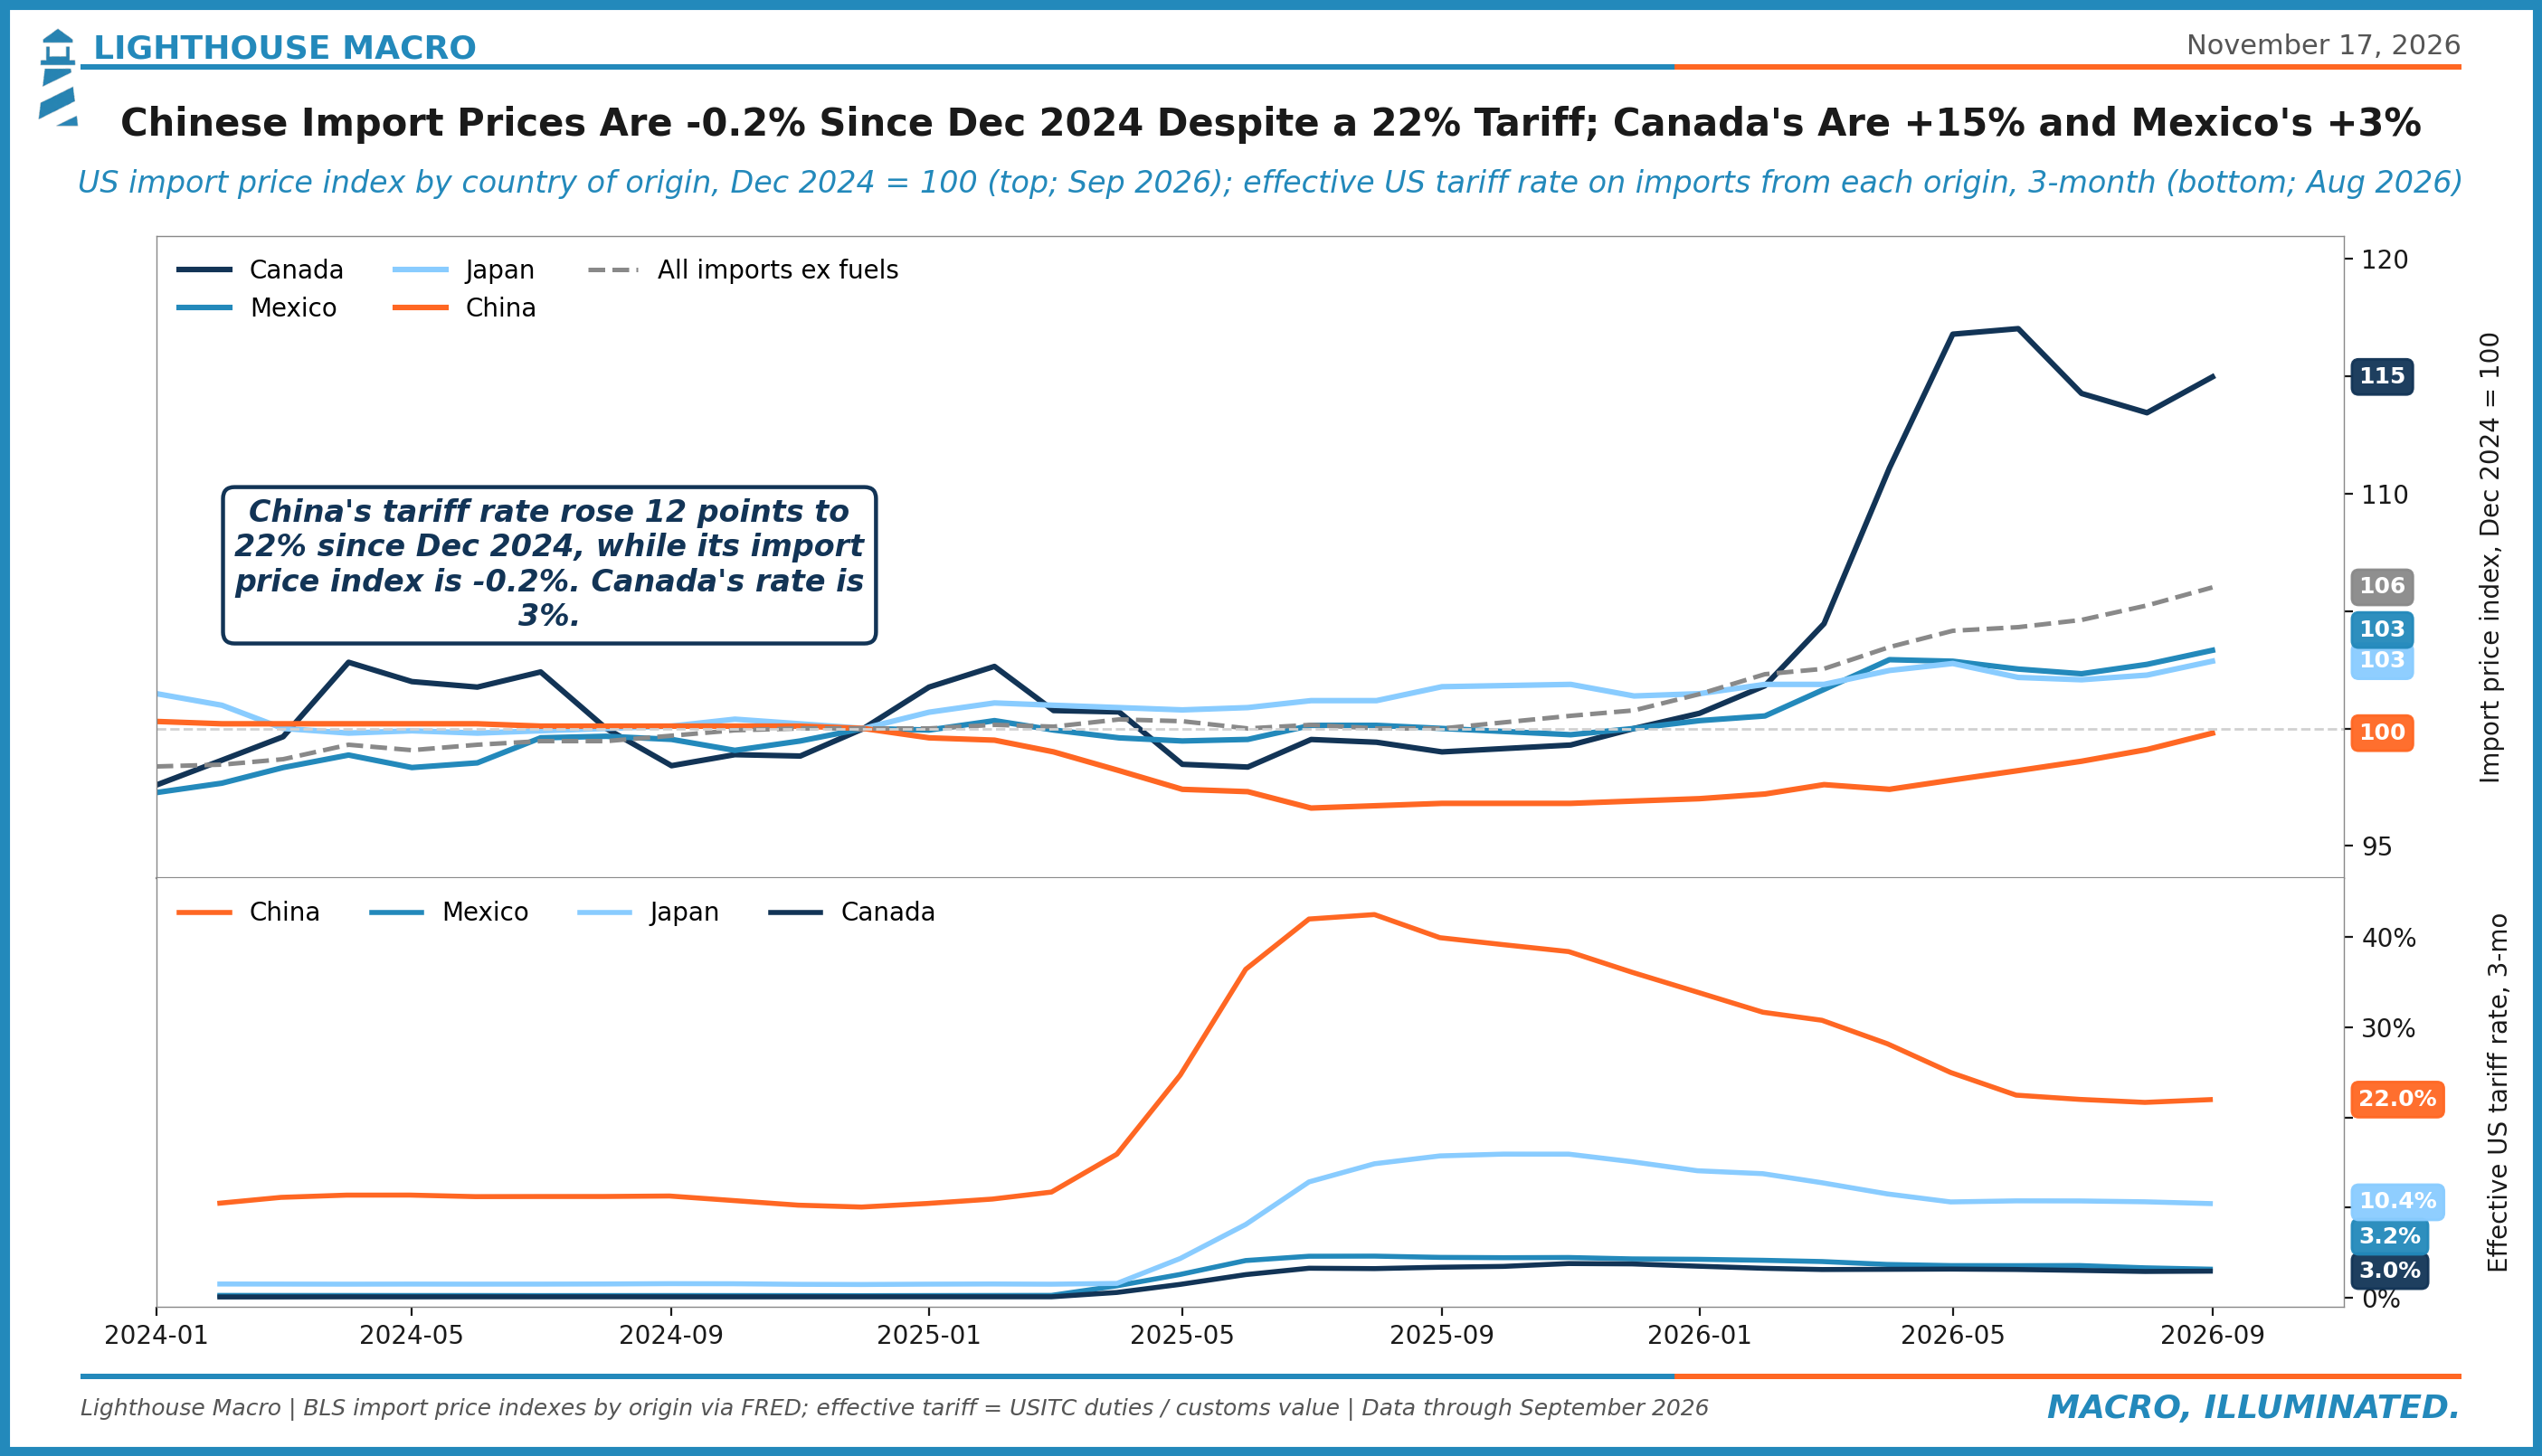 LIGHTHOUSE MACRO
November 17, 2026
Chinese Import Prices Are -0.2% Since Dec 2024 Despite a 22% Tariff; Canada's Are +15% and Mexico's +3%
US import price index by country of origin, Dec 2024 = 100 (top; Sep 2026); effective US tariff rate on imports from each origin, 3-month (bottom; Aug 2026)
Canada
Japan
All imports ex fuels
Mexico
China
China's tariff rate rose 12 points to
22% since Dec 2024, while its import
price index is -0.2%. Canada's rate is
3%.
120
115
110
106
103
103
100
95
Import price index, Dec 2024 = 100
China
Mexico
Japan
Canada
40%
30%
22.0%
10.4%
3.2%
3.0%
0%
Effective US tariff rate, 3-mo
2024-01
2024-05
2024-09
2025-01
2025-05
2025-09
2026-01
2026-05
2026-09
Lighthouse Macro | BLS import price indexes by origin via FRED; effective tariff = USITC duties / customs value | Data through September 2026
MACRO, ILLUMINATED.